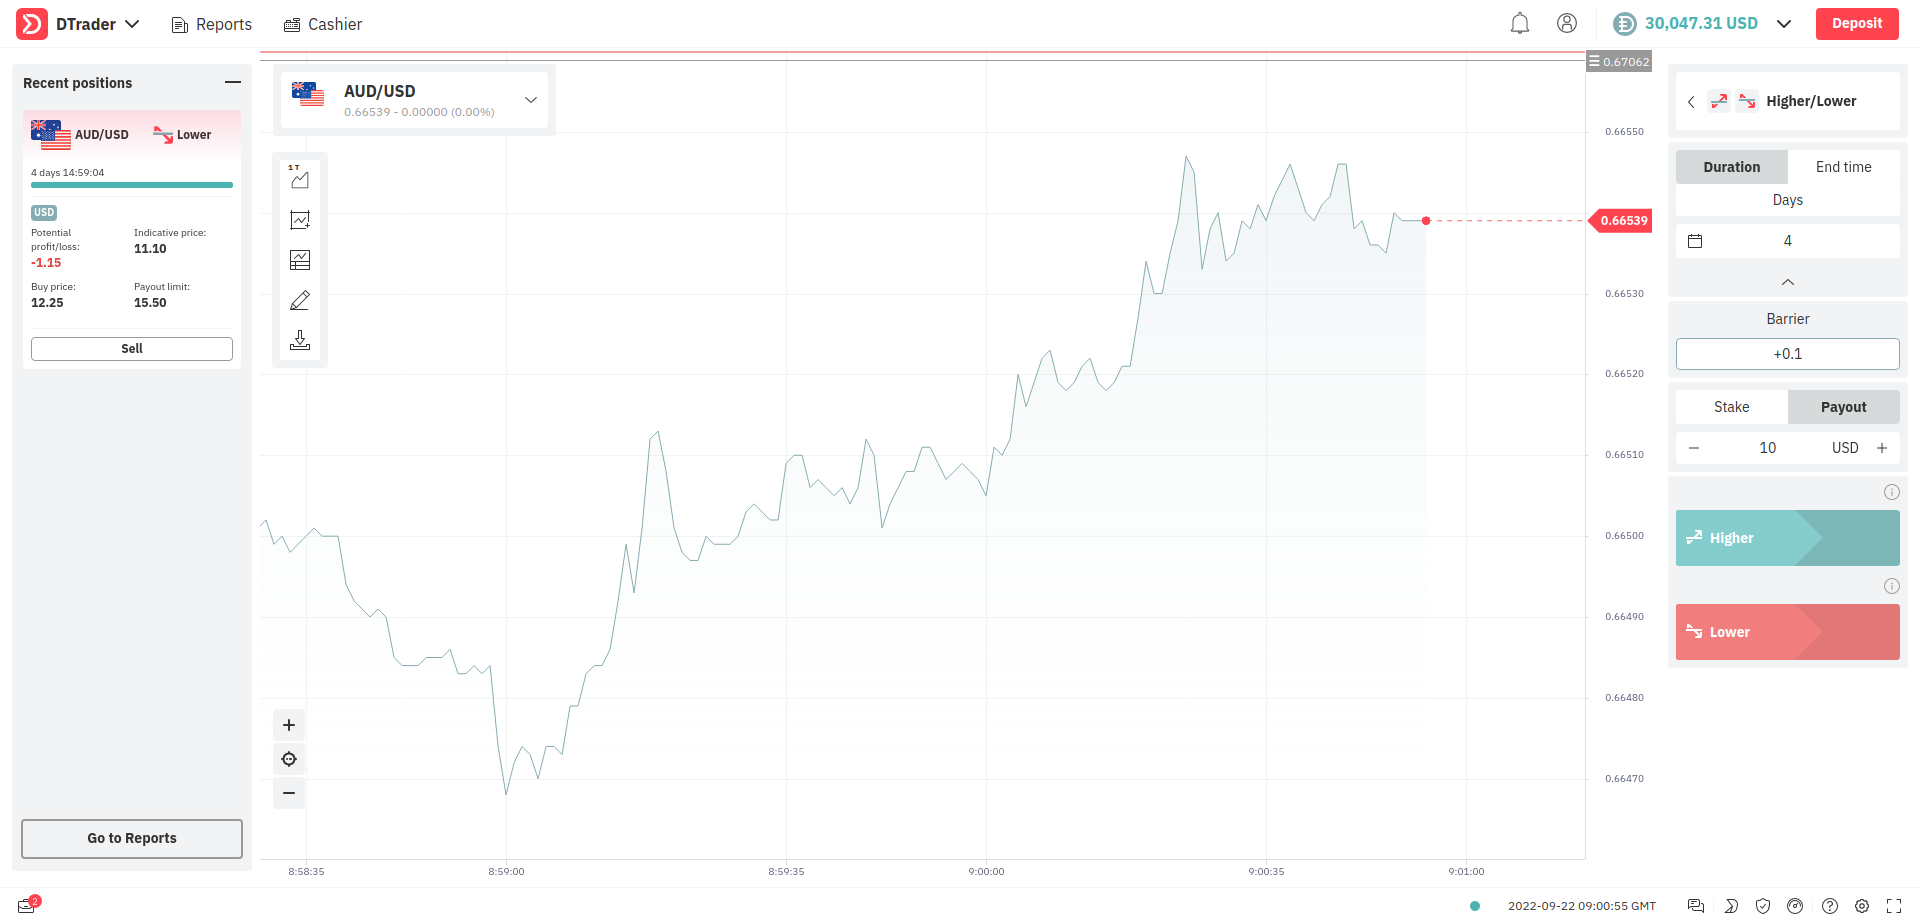 DTrader
Reports
Cashier
30,047.31 USD
Deposit
Recent positions
AUD/USD
Lower
4 days 14:59:04
USD
Potential profit/loss:
-1.15
Indicative price:
11.10
Buy price:
12.25
Payout limit:
15.50
Sell
Go to Reports
AUD/USD
0.66539 - 0.00000 (0.00%)
1 T
0.67062
0.66550
0.66539
0.66530
0.66520
0.66510
0.66500
0.66490
0.66480
0.66470
8:58:35
8:59:00
8:59:35
9:00:00
9:00:35
9:01:00
Higher/Lower
Duration
End time
Days
4
Barrier
+0.1
Stake
Payout
10
USD
Higher
Lower
2
2022-09-22 09:00:55 GMT